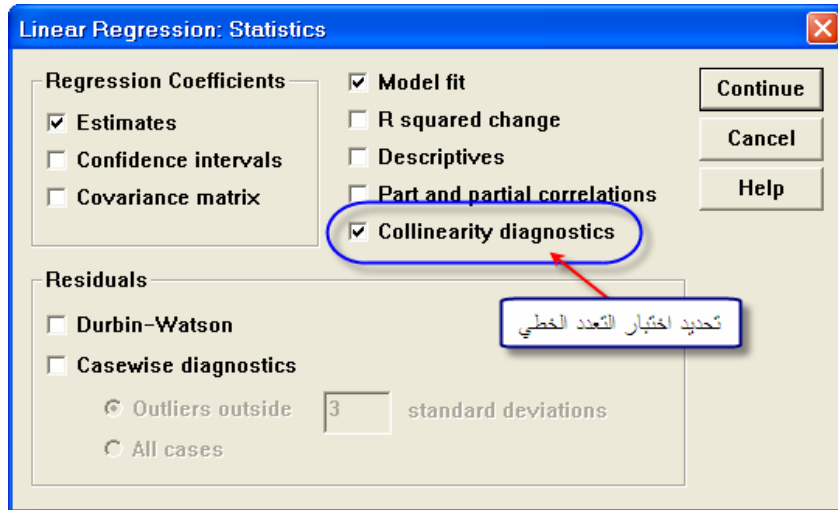 Linear Regression: Statistics
Regression Coefficients
Estimates
Confidence intervals
Covariance matrix
Model fit
R squared change
Descriptives
Part and partial correlations
Collinearity diagnostics
Continue
Cancel
Help
Residuals
Durbin-Watson
Casewise diagnostics
Outliers outside 3 standard deviations
All cases
تحديد اختبار التعدد الخطي